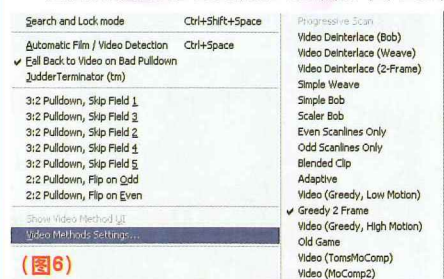 Search and Lock mode Ctrl+Shift+Space
Automatic Film / Video Detection Ctrl+Space
Fall Back to Video on Bad Pulldown
JudderTerminator (tm)
3:2 Pulldown, Skip Field 1
3:2 Pulldown, Skip Field 3
3:2 Pulldown, Skip Field 2
3:2 Pulldown, Skip Field 4
3:2 Pulldown, Skip Field 5
2:2 Pulldown, Flip on Odd
2:2 Pulldown, Flip on Even
Show Video Method UI
Video Methods Settings...
(图6)
Progressive Scan
Video Deinterlace (Bob)
Video Deinterlace (Weave)
Video Deinterlace (2-Frame)
Simple Weave
Simple Bob
Scaler Bob
Even Scanlines Only
Odd Scanlines Only
Blended Clip
Adaptive
Video (Greedy, Low Motion)
Greedy 2 Frame
Video (Greedy, High Motion)
Old Game
Video (TomsMoComp)
Video (MoComp2)